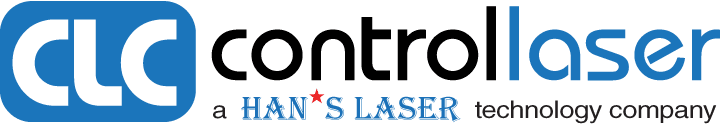 CLC controllaser
a HAN★S LASER technology company